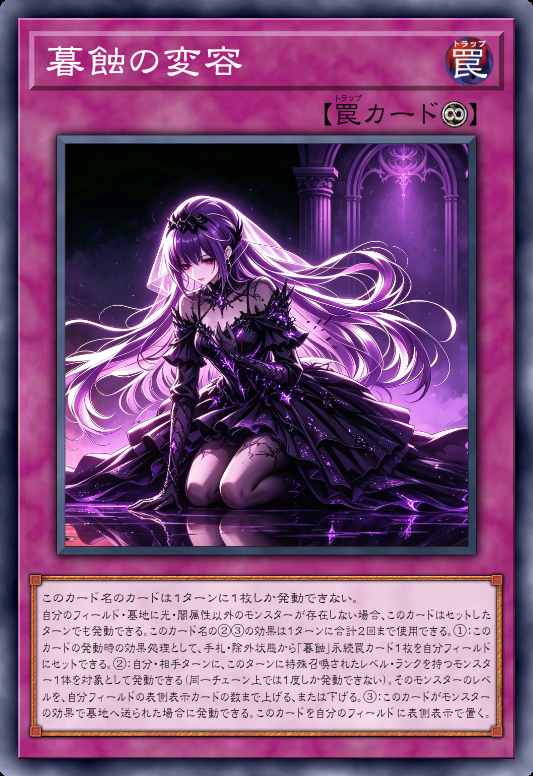 暮蝕の変容
トラップ
罠
トラップ
【罠カード】
このカード名のカードは1ターンに1枚しか発動できない。
自分のフィールド・墓地に光・闇属性以外のモンスターが存在しない場合、このカードはセットした
ターンでも発動できる。このカード名の②③の効果は1ターンに合計2回まで使用できる。①:この
カードの発動時の効果処理として、手札・除外状態から「暮蝕」永続罠カード1枚を自分フィールド
にセットできる。②:自分・相手ターンに、このターンに特殊召喚されたレベル・ランクを持つモンス
ター1体を対象として発動できる(同一チェーン上では1度しか発動できない)。そのモンスターのレベ
ルを、自分フィールドの表側表示カードの数まで上げる、または下げる。③:このカードがモンスター
の効果で墓地へ送られた場合に発動できる。このカードを自分のフィールドに表側表示で置く。